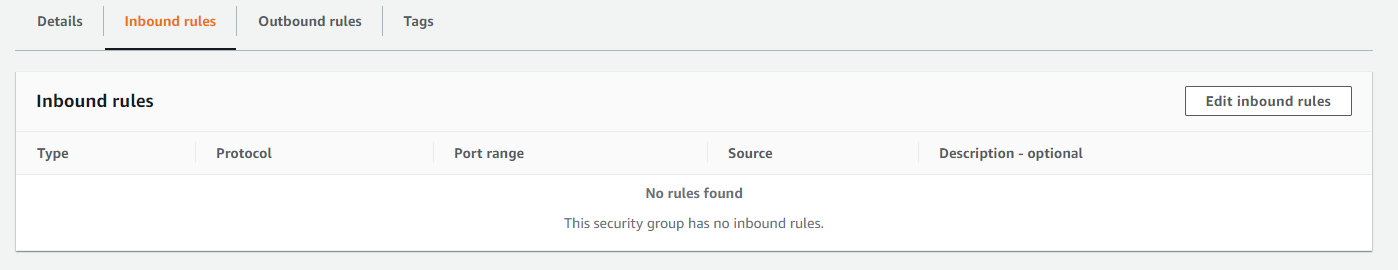 Details Inbound rules Outbound rules Tags
Inbound rules Edit inbound rules
Type Protocol Port range Source Description - optional
No rules found
This security group has no inbound rules.